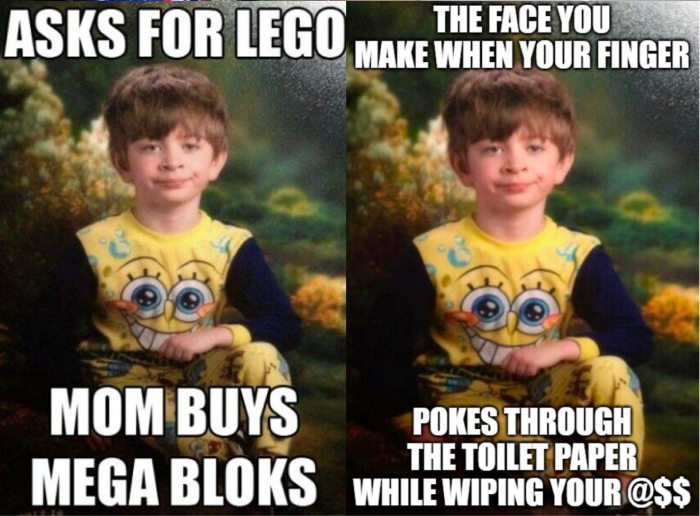 ASKS FOR LEGO
MOM BUYS
MEGA BLOKS
THE FACE YOU
MAKE WHEN YOUR FINGER
POKES THROUGH
THE TOILET PAPER
WHILE WIPING YOUR @$$